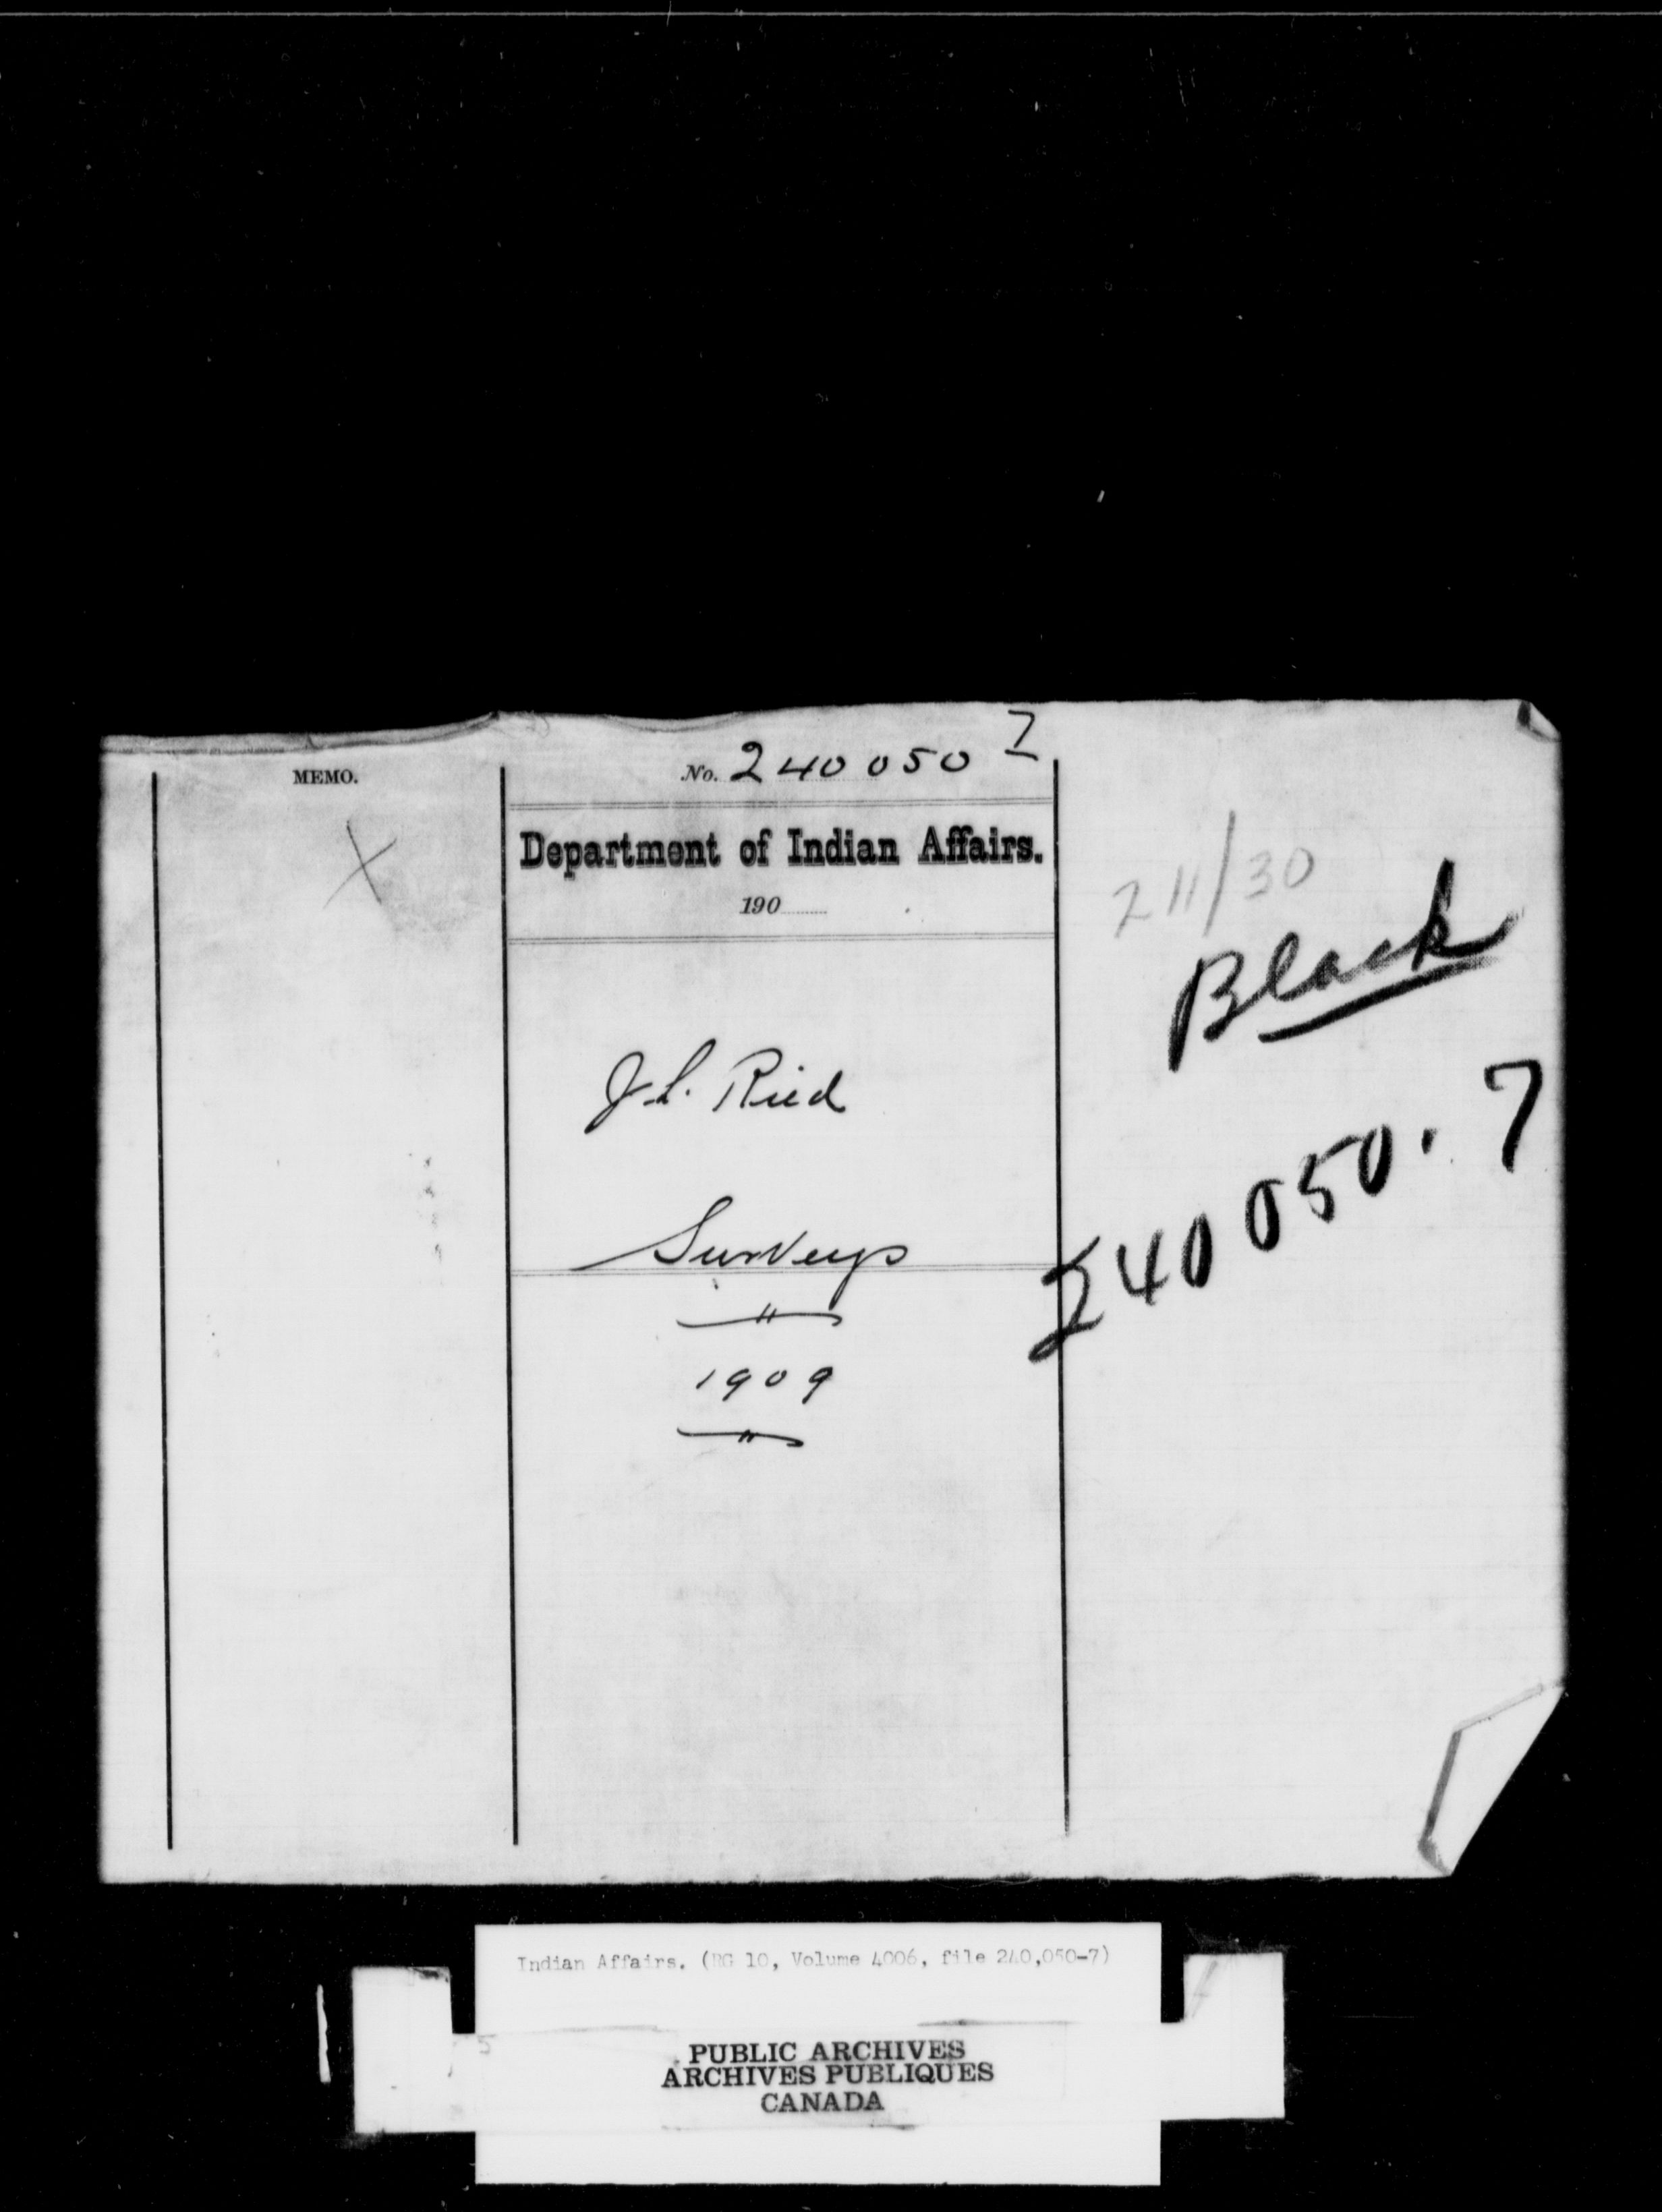 MEMO.
X
No. 240050 7
Department of Indian Affairs.
190
J. L. Reid
Surveys
"
1909
"
211/30
Black
240050.7
Indian Affairs. (RG 10, Volume 4006, file 240,050-7)
PUBLIC ARCHIVES
ARCHIVES PUBLIQUES
CANADA